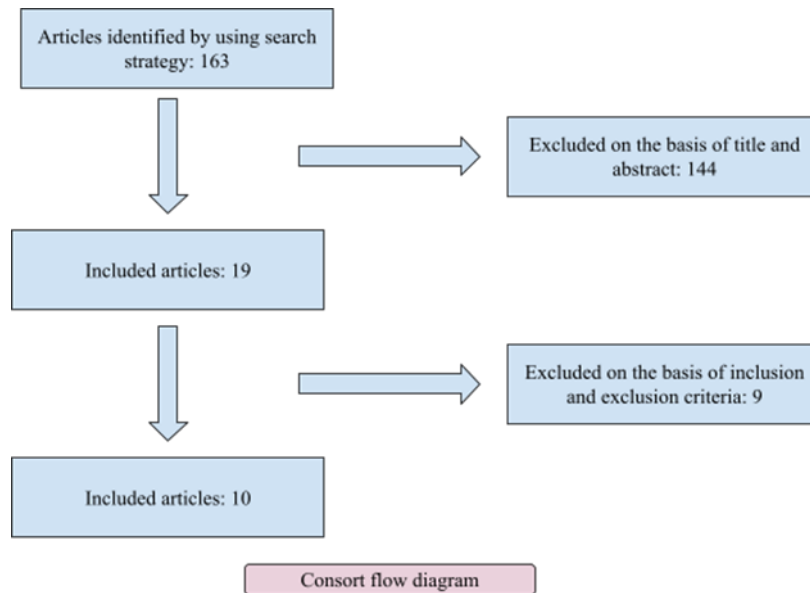 Articles identified by using search
strategy: 163
Excluded on the basis of title and
abstract: 144
Included articles: 19
Excluded on the basis of inclusion
and exclusion criteria: 9
Included articles: 10
Consort flow diagram